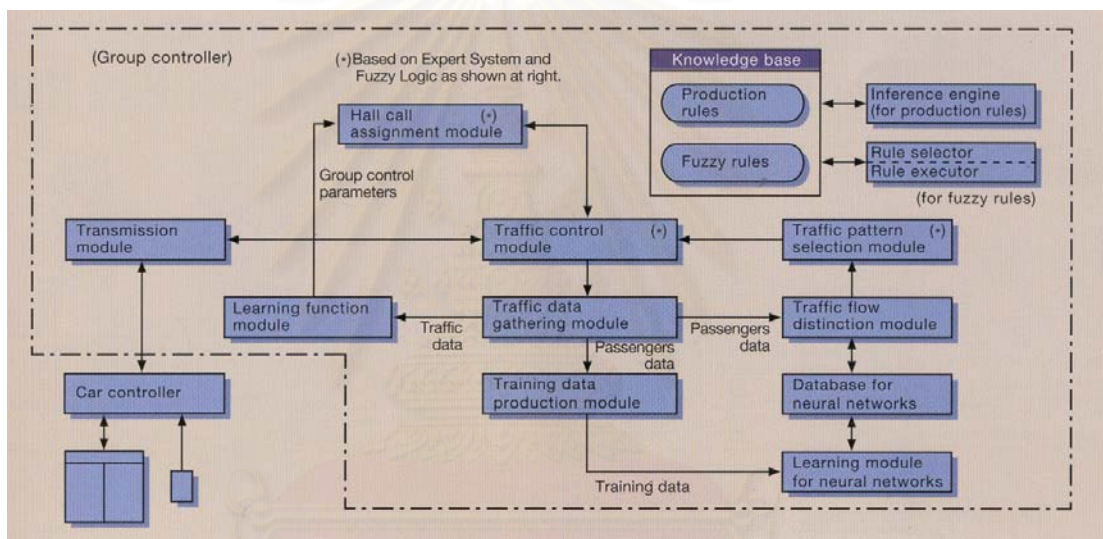 (Group controller)
(*)Based on Expert System and
Fuzzy Logic as shown at right.
Knowledge base
Production
rules
Inference engine
(for production rules)
Fuzzy rules
Rule selector
Rule executor
(for fuzzy rules)
Hall call (*)
assignment module
Group control
parameters
Transmission
module
Traffic control (*)
module
Traffic pattern
selection module (*)
Learning function
module
Traffic
data
Traffic data
gathering module
Passengers
data
Passengers
data
Traffic flow
distinction module
Car controller
Training data
production module
Database for
neural networks
Training data
Learning module
for neural networks